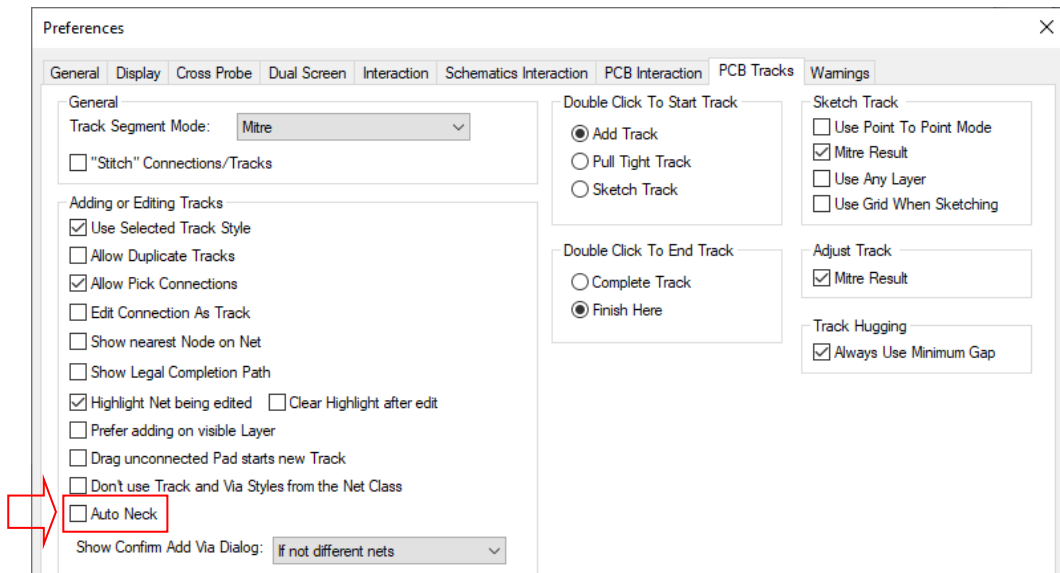 Preferences
General Display Cross Probe Dual Screen Interaction Schematics Interaction PCB Interaction PCB Tracks Warnings
General
Track Segment Mode: Mitre
"Stitch" Connections/Tracks
Adding or Editing Tracks
Use Selected Track Style
Allow Duplicate Tracks
Allow Pick Connections
Edit Connection As Track
Show nearest Node on Net
Show Legal Completion Path
Highlight Net being edited Clear Highlight after edit
Prefer adding on visible Layer
Drag unconnected Pad starts new Track
Don't use Track and Via Styles from the Net Class
Auto Neck
Show Confirm Add Via Dialog: If not different nets
Double Click To Start Track
Add Track
Pull Tight Track
Sketch Track
Double Click To End Track
Complete Track
Finish Here
Sketch Track
Use Point To Point Mode
Mitre Result
Use Any Layer
Use Grid When Sketching
Adjust Track
Mitre Result
Track Hugging
Always Use Minimum Gap